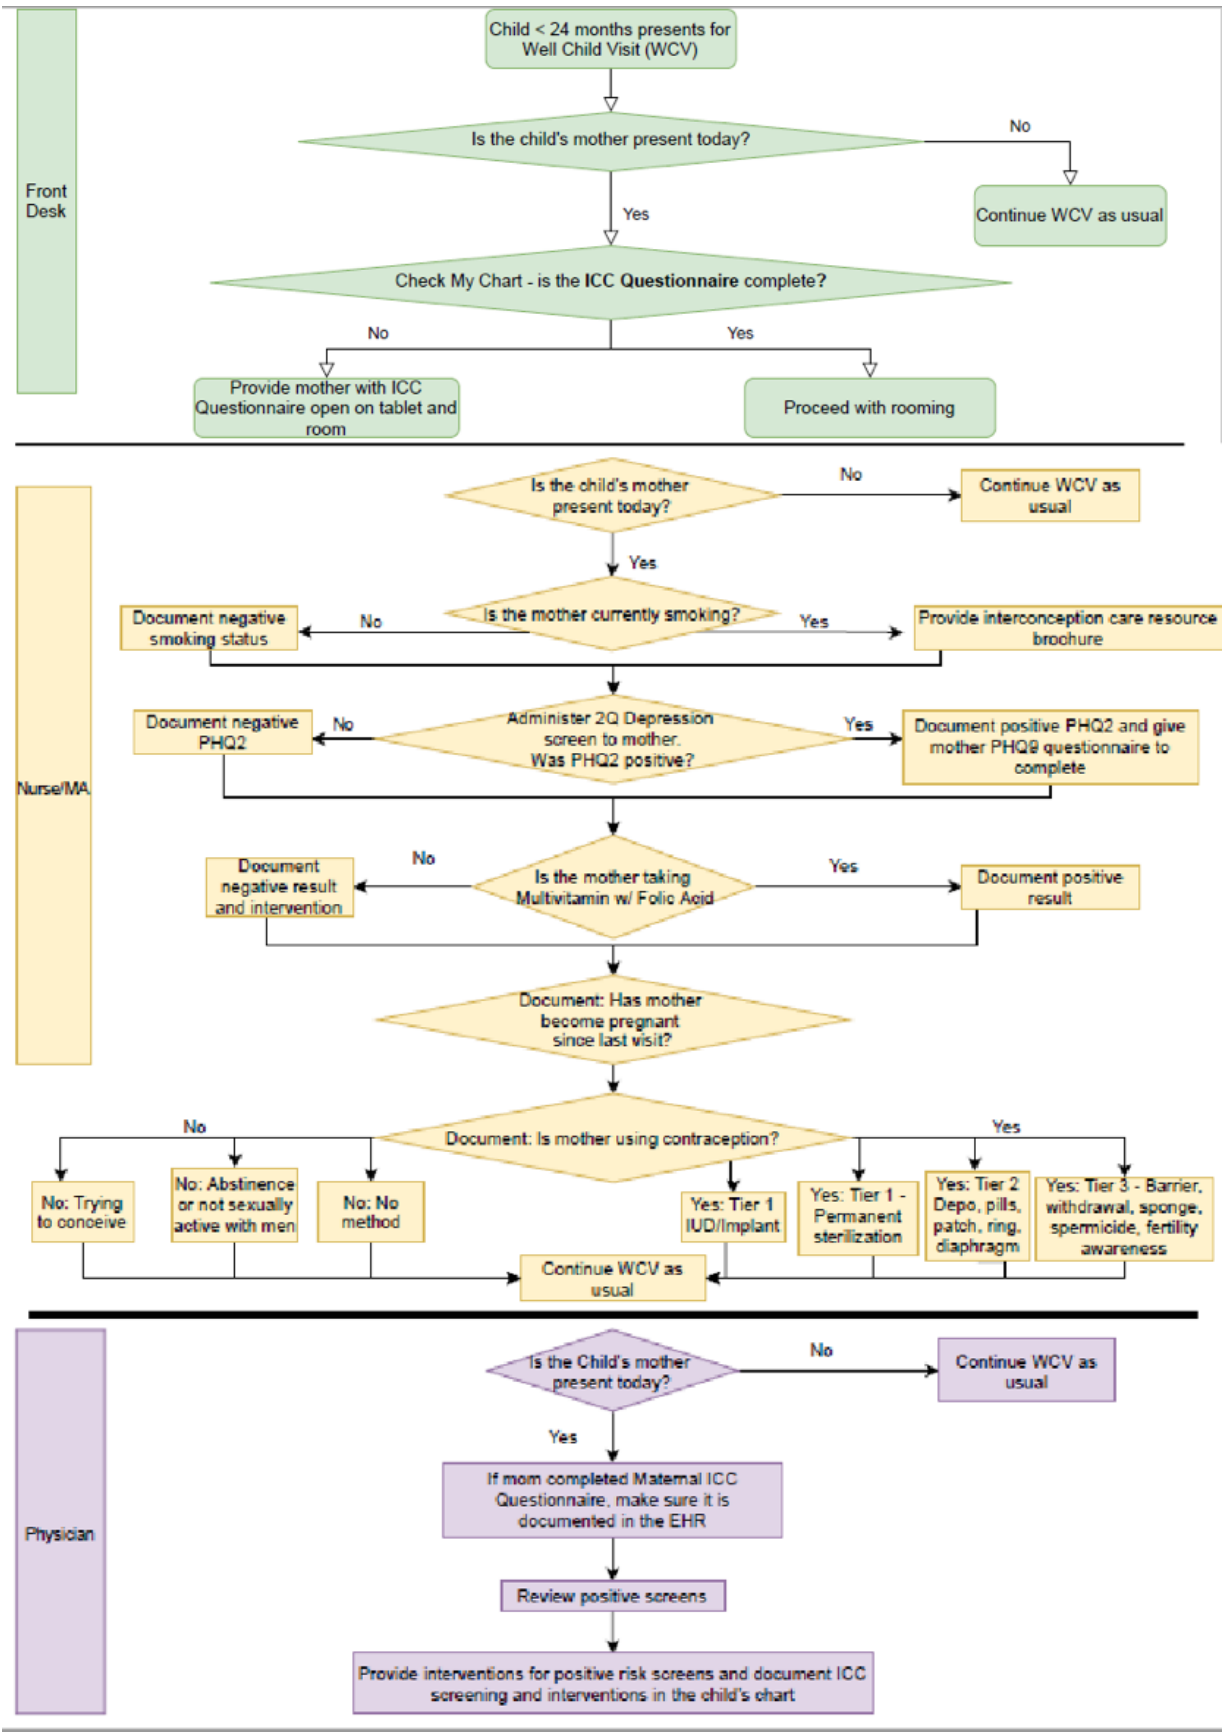 Child < 24 months presents for
Well Child Visit (WCV)
Is the child's mother present today?
No
Front
Desk
Continue WCV as usual
Yes
Check My Chart - is the ICC Questionnaire complete?
No
Yes
Provide mother with ICC
Questionnaire open on tablet and
room
Proceed with rooming
Is the child's mother
present today?
No
Continue WCV as
usual
Yes
Is the mother currently smoking?
Document negative
smoking status
No
Yes
Provide interconception care resource
brochure
Administer 2Q Depression
screen to mother.
Was PHQ2 positive?
Document negative
PHQ2
No
Yes
Document positive PHQ2 and give
mother PHQ9 questionnaire to
complete
Nurse/MA
Document
negative result
and intervention
No
Is the mother taking
Multivitamin w/ Folic Acid
Yes
Document positive
result
Document: Has mother
become pregnant
since last visit?
No
Document: Is mother using contraception?
Yes
No: Trying
to conceive
No: Abstinence
or not sexually
active with men
No: No
method
Yes: Tier 1
IUD/Implant
Yes: Tier 1 -
Permanent
sterilization
Yes: Tier 2
Depo, pills,
patch, ring,
diaphragm
Yes: Tier 3 - Barrier,
withdrawal, sponge,
spermicide, fertility
awareness
Continue WCV as
usual
Is the Child's mother
present today?
No
Continue WCV as
usual
Yes
If mom completed Maternal ICC
Questionnaire, make sure it is
documented in the EHR
Physician
Review positive screens
Provide interventions for positive risk screens and document ICC
screening and interventions in the child's chart